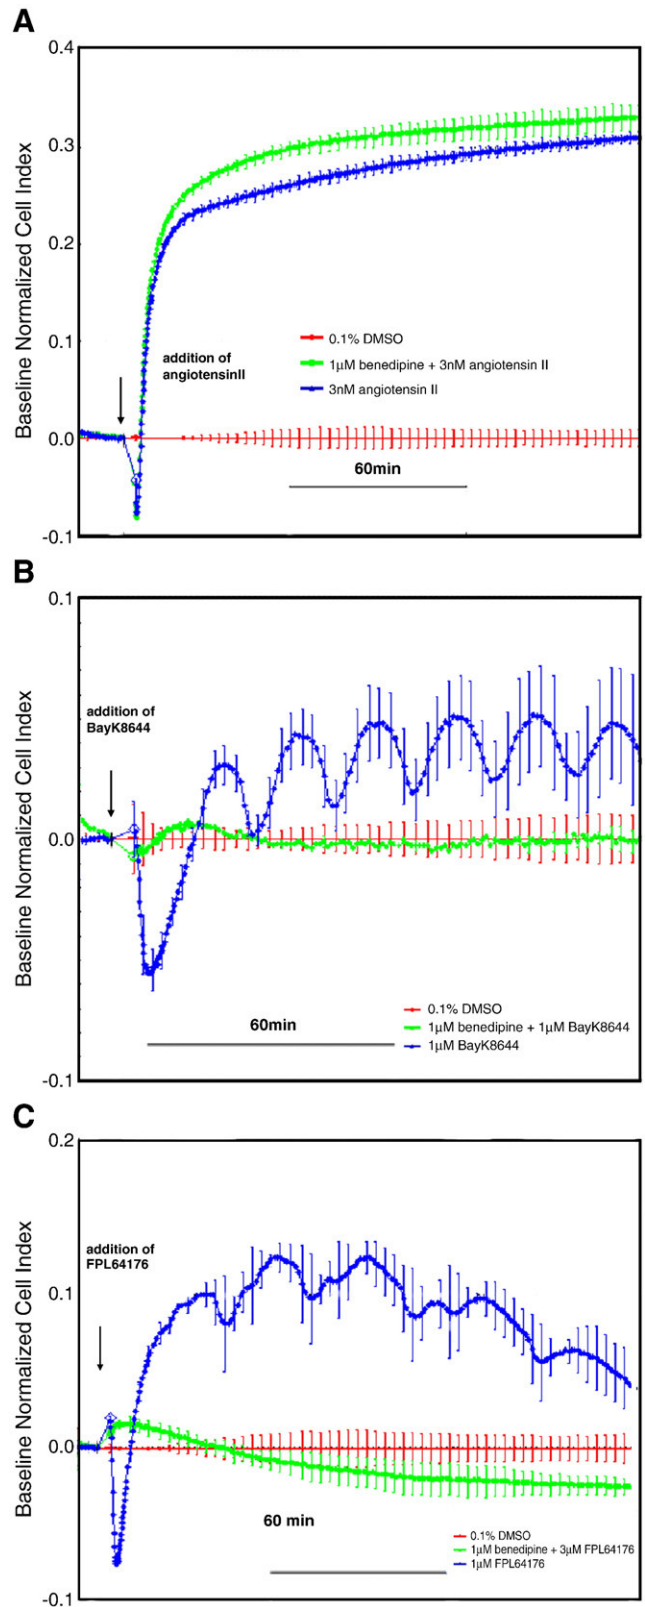 A
Baseline Normalized Cell Index
0.4
0.3
0.2
0.1
0.0
-0.1
addition of
angiotensinII
0.1% DMSO
1µM benedipine + 3nM angiotensin II
3nM angiotensin II
60min
B
Baseline Normalized Cell Index
0.1
0.0
-0.1
addition of
BayK8644
0.1% DMSO
1µM benedipine + 1µM BayK8644
1µM BayK8644
60min
C
Baseline Normalized Cell Index
0.2
0.1
0.0
-0.1
addition of
FPL64176
60 min
0.1% DMSO
1µM benedipine + 3µM FPL64176
1µM FPL64176